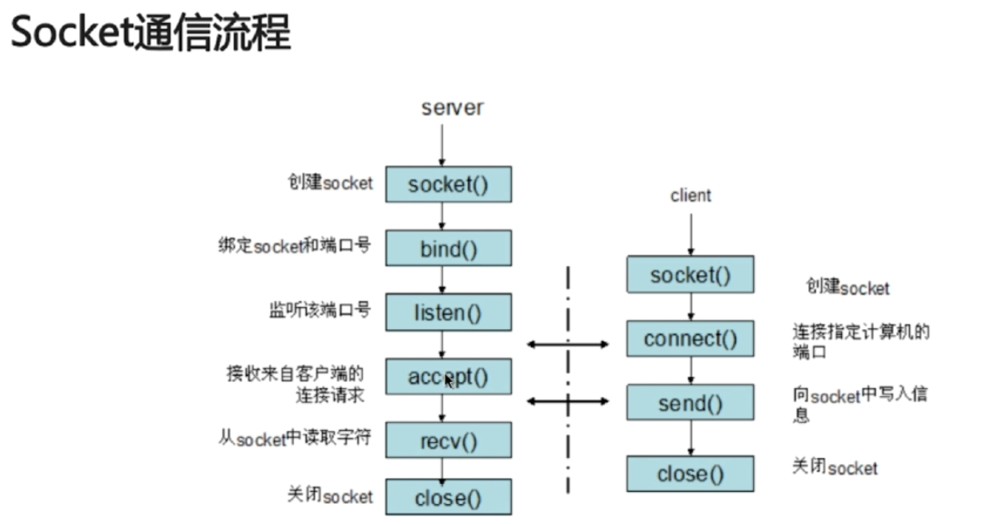 Socket通信流程
server
创建socket
socket()
绑定socket和端口号
bind()
监听该端口号
listen()
接收来自客户端的
连接请求
accept()
从socket中读取字符
recv()
关闭socket
close()
client
socket()
创建socket
connect()
连接指定计算机的
端口
send()
向socket中写入信
息
close()
关闭socket